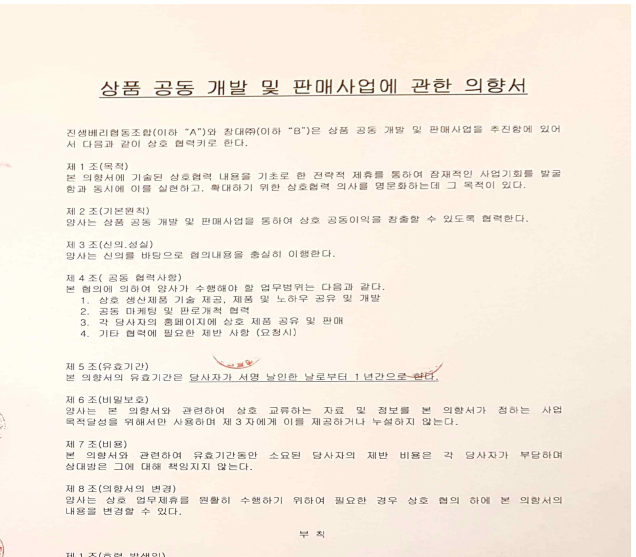 상품 공동 개발 및 판매사업에 관한 의향서
진생베리협동조합(이하 "A")와 창대㈜(이하 "B")은 상품 공동 개발 및 판매사업을 추진함에 있어
서 다음과 같이 상호 협력키로 한다.
제 1 조(목적)
본 의향서에 기술된 상호협력 내용을 기초로 한 전략적 제휴를 통하여 잠재적인 사업기회를 발굴
함과 동시에 이를 실현하고, 확대하기 위한 상호협력 의사를 명문화하는데 그 목적이 있다.
제 2 조(기본원칙)
양사는 상품 공동 개발 및 판매사업을 통하여 상호 공동이익을 창출할 수 있도록 협력한다.
제 3 조(신의.성실)
양사는 신의를 바탕으로 협의내용을 충실히 이행한다.
제 4 조( 공동 협력사항)
본 협의에 의하여 양사가 수행해야 할 업무범위는 다음과 같다.
1. 상호 생산제품 기술 제공, 제품 및 노하우 공유 및 개발
2. 공동 마케팅 및 판로개척 협력
3. 각 당사자의 홈페이지에 상호 제품 공유 및 판매
4. 기타 협력에 필요한 제반 사항 (요청시)
제 5 조(유효기간)
본 의향서의 유효기간은 당사자가 서명 날인한 날로부터 1 년간으로 한다.
제 6 조(비밀보호)
양사는 본 의향서와 관련하여 상호 교류하는 자료 및 정보를 본 의향서가 정하는 사업
목적달성을 위해서만 사용하며 제 3 자에게 이를 제공하거나 누설하지 않는다.
제 7 조(비용)
본 의향서와 관련하여 유효기간동안 소요된 당사자의 제반 비용은 각 당사자가 부담하며
상대방은 그에 대해 책임지지 않는다.
제 8 조(의향서의 변경)
양사는 상호 업무제휴를 원활히 수행하기 위하여 필요한 경우 상호 협의 하에 본 의향서의
내용을 변경할 수 있다.
부 칙
제 1 조(효력 발생일)